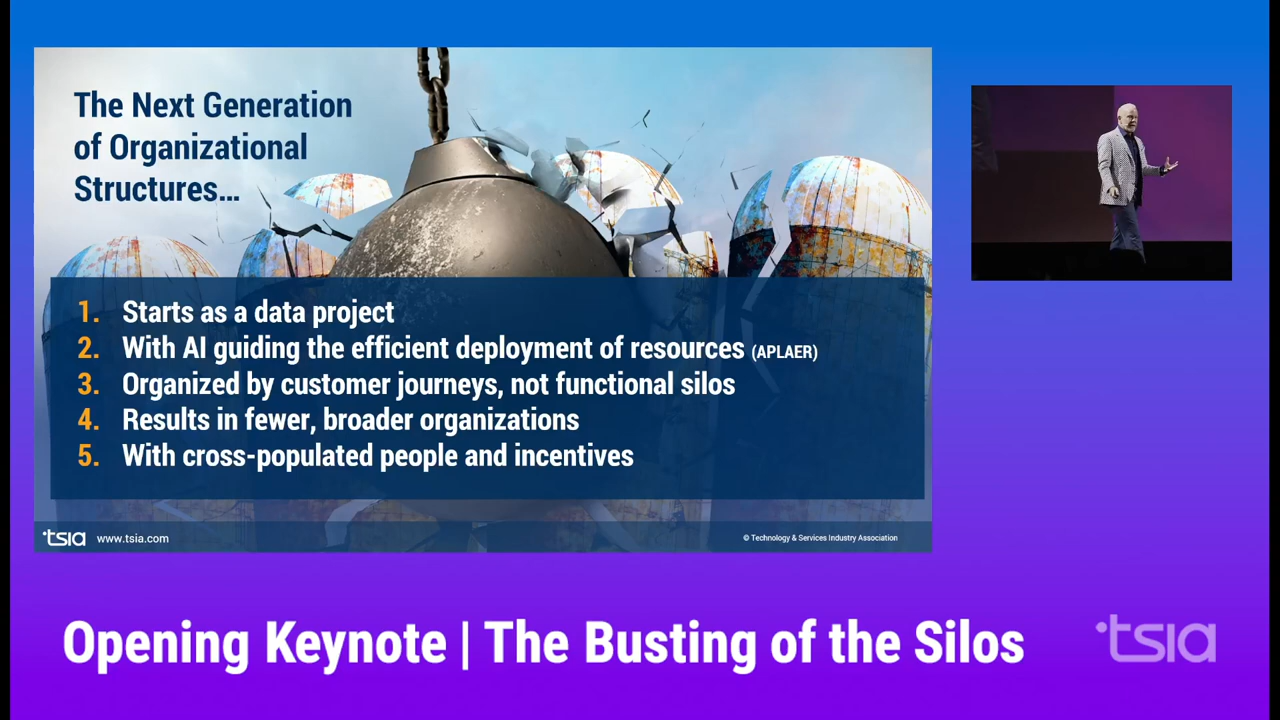 The Next Generation
of Organizational
Structures...
1. Starts as a data project
2. With AI guiding the efficient deployment of resources (APLAER)
3. Organized by customer journeys, not functional silos
4. Results in fewer, broader organizations
5. With cross-populated people and incentives
tsia www.tsia.com
© Technology & Services Industry Association
Opening Keynote | The Busting of the Silos
tsia